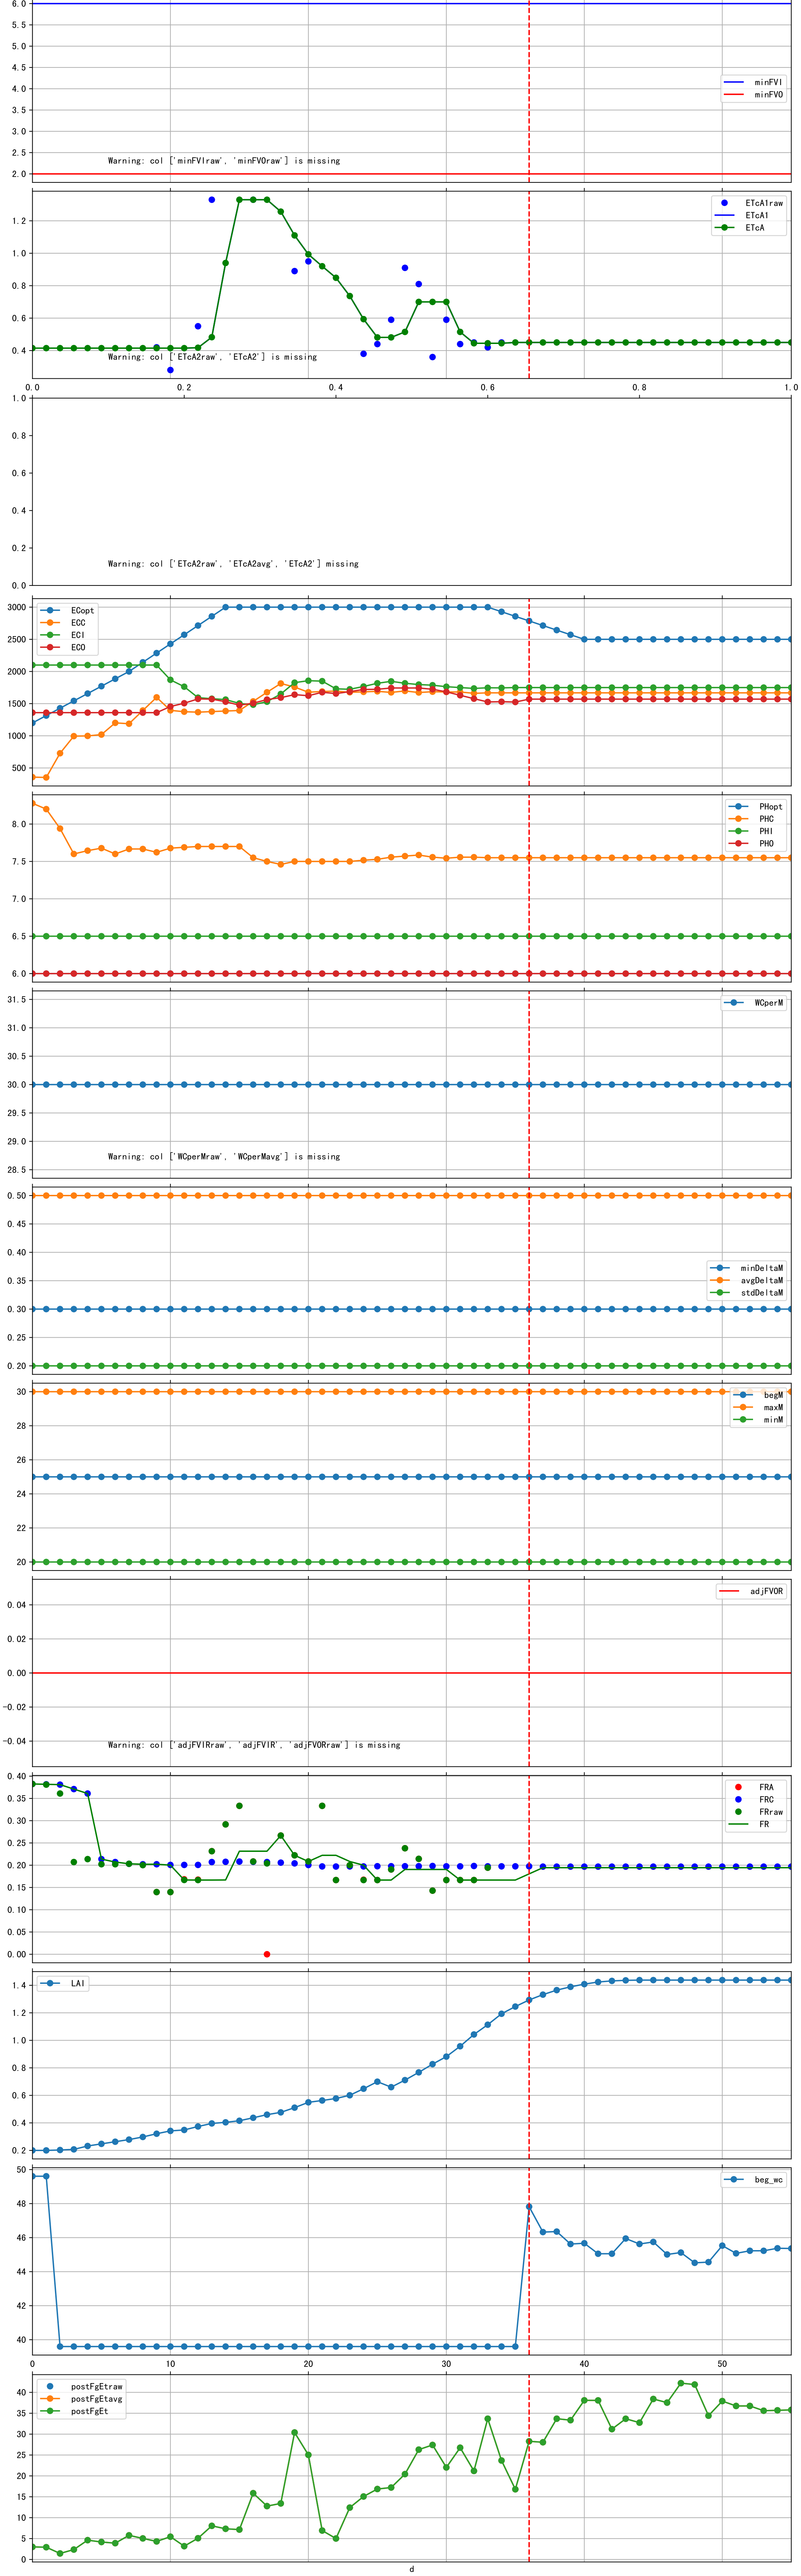 6.0
5.5
5.0
4.5
4.0
3.5
3.0
2.5
2.0
minFVI
minFVO
Warning: col ['minFVIraw', 'minFVOraw'] is missing
1.2
1.0
0.8
0.6
0.4
ETcA1raw
ETcA1
ETcA
Warning: col ['ETcA2raw', 'ETcA2'] is missing
0.0 0.2 0.4 0.6 0.8 1.0
1.0
0.8
0.6
0.4
0.2
0.0
Warning: col ['ETcA2raw', 'ETcA2avg', 'ETcA2'] missing
3000
2500
2000
1500
1000
500
ECopt
ECC
ECI
ECO
8.0
7.5
7.0
6.5
6.0
PHopt
PHC
PHI
PHO
31.5
31.0
30.5
30.0
29.5
29.0
28.5
WCperM
Warning: col ['WCperMraw', 'WCperMavg'] is missing
0.50
0.45
0.40
0.35
0.30
0.25
0.20
minDeltaM
avgDeltaM
stdDeltaM
30
28
26
24
22
20
begM
maxM
minM
0.04
0.02
0.00
−0.02
−0.04
adjFVOR
Warning: col ['adjFVIRraw', 'adjFVIR', 'adjFVORraw'] is missing
0.40
0.35
0.30
0.25
0.20
0.15
0.10
0.05
0.00
FRA
FRC
FRraw
FR
1.4
1.2
1.0
0.8
0.6
0.4
0.2
LAI
50
48
46
44
42
40
beg_wc
0 10 20 30 40 50
40
35
30
25
20
15
10
5
0
postFgEtraw
postFgEtavg
postFgEt
d